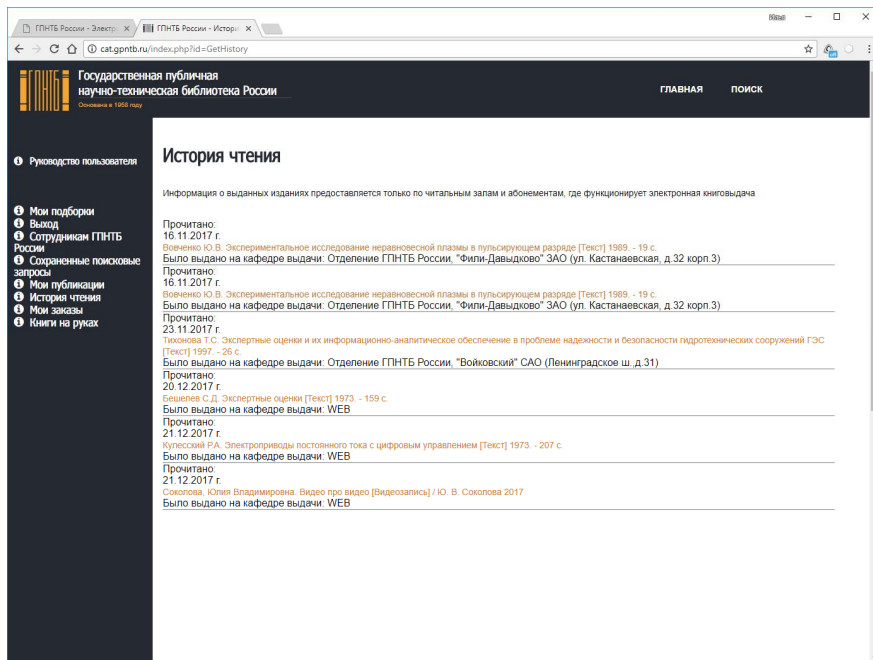 ГПНТБ России - Электр
ГПНТБ России - Истори
cat.gpntb.ru/index.php?id=GetHistory
ГПНТБ
Государственная публичная
научно-техническая библиотека России
Основана в 1958 году
ГЛАВНАЯ ПОИСК
Руководство пользователя
Мои подборки
Выход
Сотрудникам ГПНТБ
России
Сохраненные поисковые
запросы
Мои публикации
История чтения
Мои заказы
Книги на руках
История чтения
Информация о выданных изданиях предоставляется только по читальным залам и абонементам, где функционирует электронная книговыдача
Прочитано:
16.11.2017 г.
Вовченко Ю.В. Экспериментальное исследование неравновесной плазмы в пульсирующем разряде [Текст] 1989. - 19 с.
Было выдано на кафедре выдачи: Отделение ГПНТБ России, "Фили-Давыдково" ЗАО (ул. Кастанаевская, д.32 корп.3)
Прочитано:
16.11.2017 г.
Вовченко Ю.В. Экспериментальное исследование неравновесной плазмы в пульсирующем разряде [Текст] 1989. - 19 с.
Было выдано на кафедре выдачи: Отделение ГПНТБ России, "Фили-Давыдково" ЗАО (ул. Кастанаевская, д.32 корп.3)
Прочитано:
23.11.2017 г.
Тихонова Т.С. Экспертные оценки и их информационно-аналитическое обеспечение в проблеме надежности и безопасности гидротехнических сооружений ГЭС
[Текст] 1997. - 26 с.
Было выдано на кафедре выдачи: Отделение ГПНТБ России, "Войковский" САО (Ленинградское ш.,д.31)
Прочитано:
20.12.2017 г.
Бешелев С.Д. Экспертные оценки [Текст] 1973. - 159 с.
Было выдано на кафедре выдачи: WEB
Прочитано:
21.12.2017 г.
Кулесский Р.А. Электроприводы постоянного тока с цифровым управлением [Текст] 1973. - 207 с.
Было выдано на кафедре выдачи: WEB
Прочитано:
21.12.2017 г.
Соколова, Юлия Владимировна. Видео про видео [Видеозапись] / Ю. В. Соколова 2017
Было выдано на кафедре выдачи: WEB